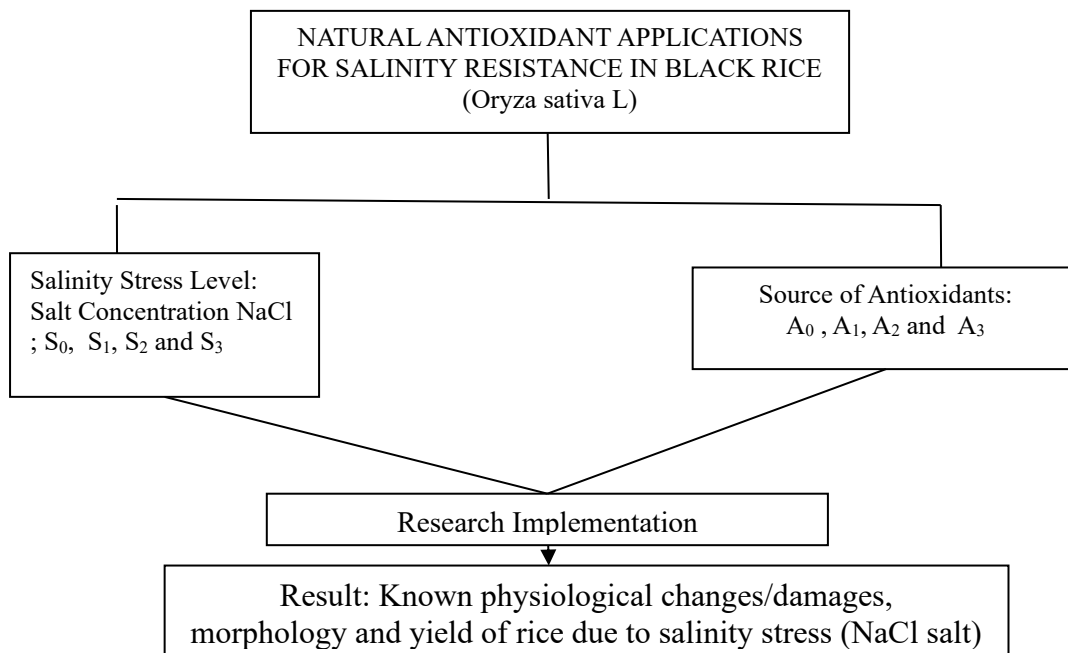 NATURAL ANTIOXIDANT APPLICATIONS
FOR SALINITY RESISTANCE IN BLACK RICE
(Oryza sativa L)
Salinity Stress Level:
Salt Concentration NaCl
; S₀, S₁, S₂ and S₃
Source of Antioxidants:
A₀ , A₁, A₂ and A₃
Research Implementation
Result: Known physiological changes/damages,
morphology and yield of rice due to salinity stress (NaCl salt)